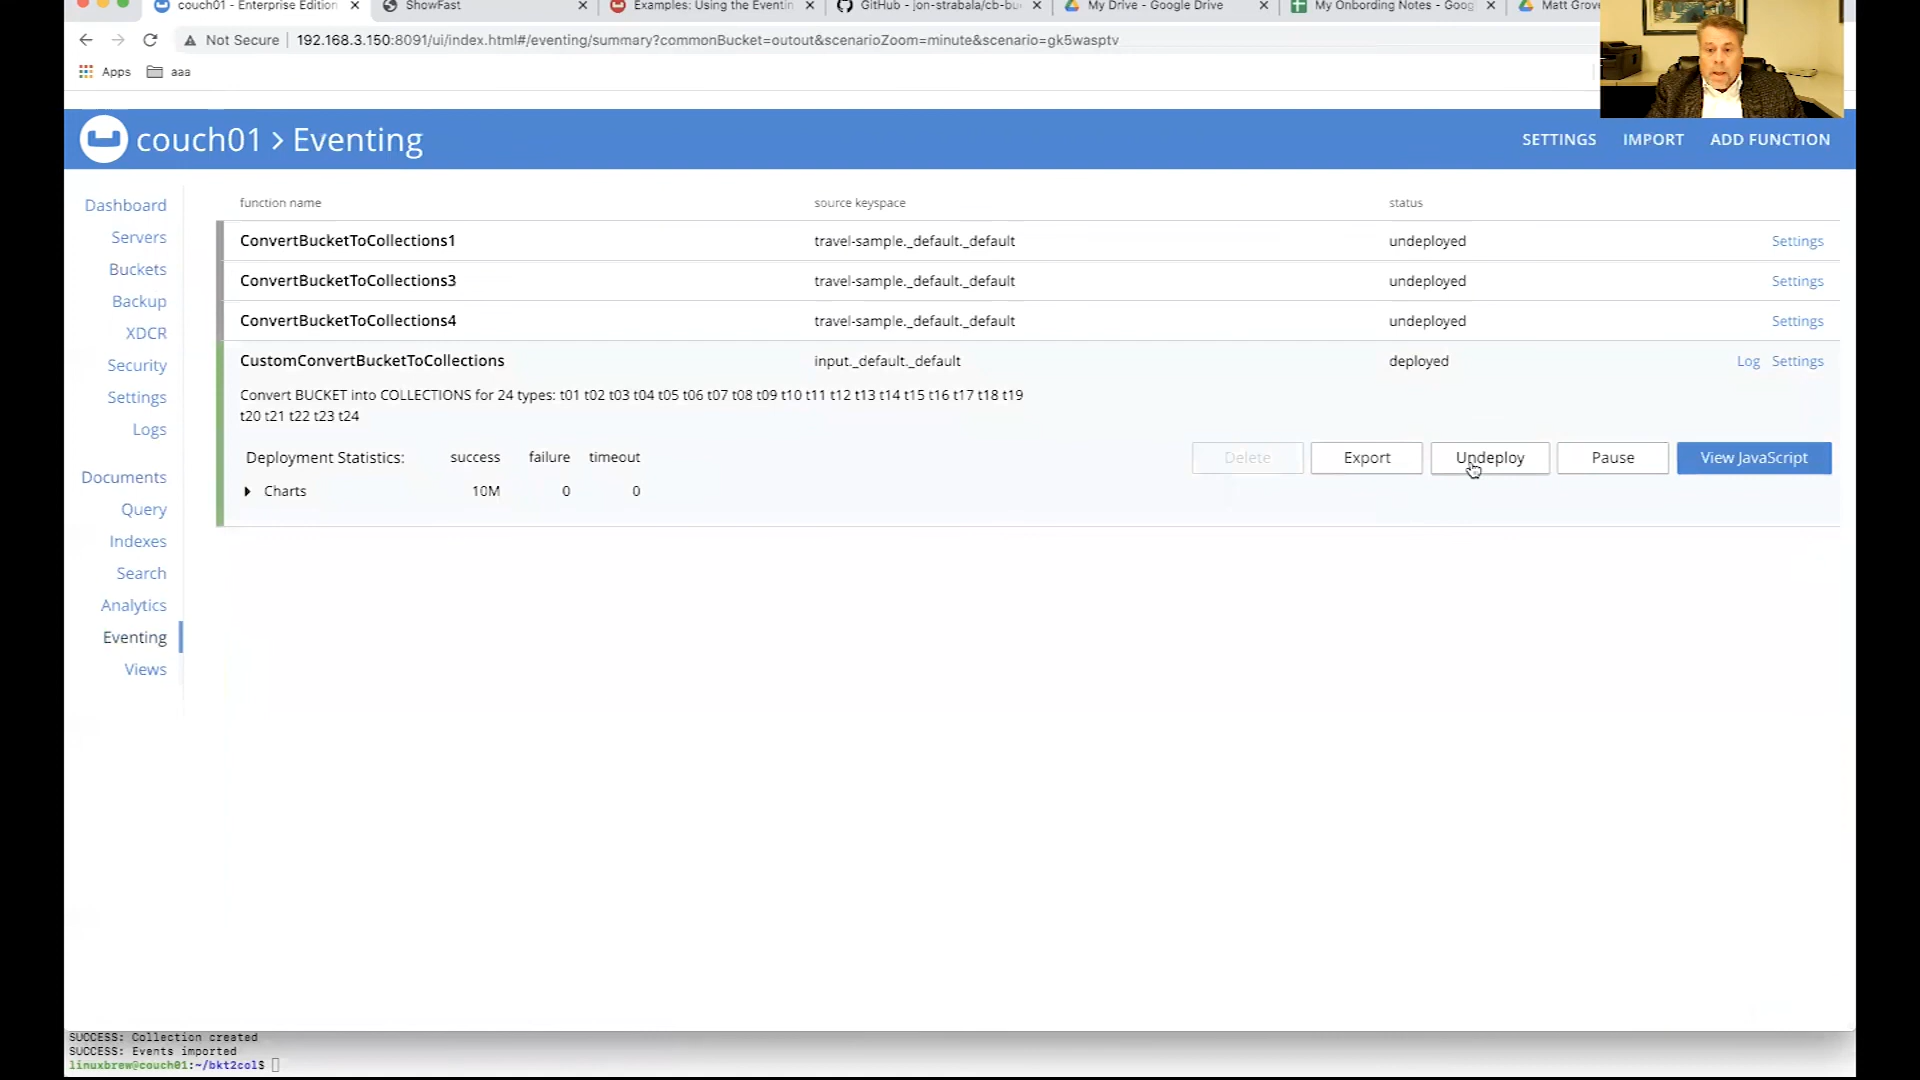 couch01 - Enterprise Edition
ShowFast
Examples: Using the Eventin
GitHub - jon-strabala/cb-bu
My Drive - Google Drive
My Onbording Notes - Goog
Matt Grov
Not Secure
192.168.3.150:8091/ui/index.html#/eventing/summary?commonBucket=outout&scenarioZoom=minute&scenario=gk5wasptv
Apps
aaa
couch01 > Eventing
SETTINGS
IMPORT
ADD FUNCTION
Dashboard
Servers
Buckets
Backup
XDCR
Security
Settings
Logs
Documents
Query
Indexes
Search
Analytics
Eventing
Views
function name source keyspace status
ConvertBucketToCollections1 travel-sample._default._default undeployed Settings
ConvertBucketToCollections3 travel-sample._default._default undeployed Settings
ConvertBucketToCollections4 travel-sample._default._default undeployed Settings
CustomConvertBucketToCollections input._default._default deployed Log Settings
Convert BUCKET into COLLECTIONS for 24 types: t01 t02 t03 t04 t05 t06 t07 t08 t09 t10 t11 t12 t13 t14 t15 t16 t17 t18 t19
t20 t21 t22 t23 t24
Deployment Statistics: success failure timeout
Charts 10M 0 0
Delete
Export
Undeploy
Pause
View JavaScript
SUCCESS: Collection created
SUCCESS: Events imported
linuxbrew@couch01:~/bkt2col$